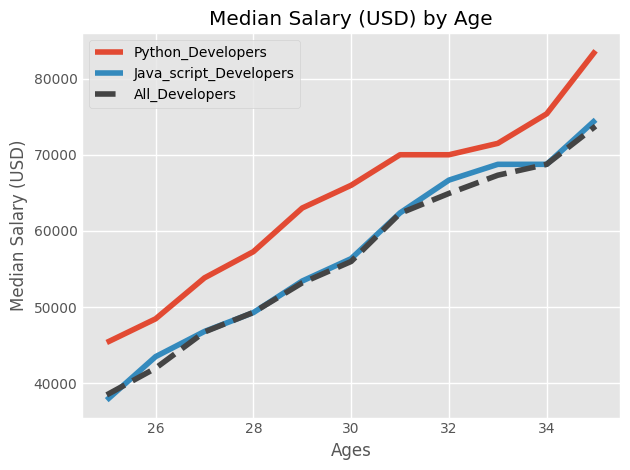 Median Salary (USD) by Age
Python_Developers
Java_script_Developers
All_Developers
Median Salary (USD)
80000
70000
60000
50000
40000
26 28 30 32 34
Ages